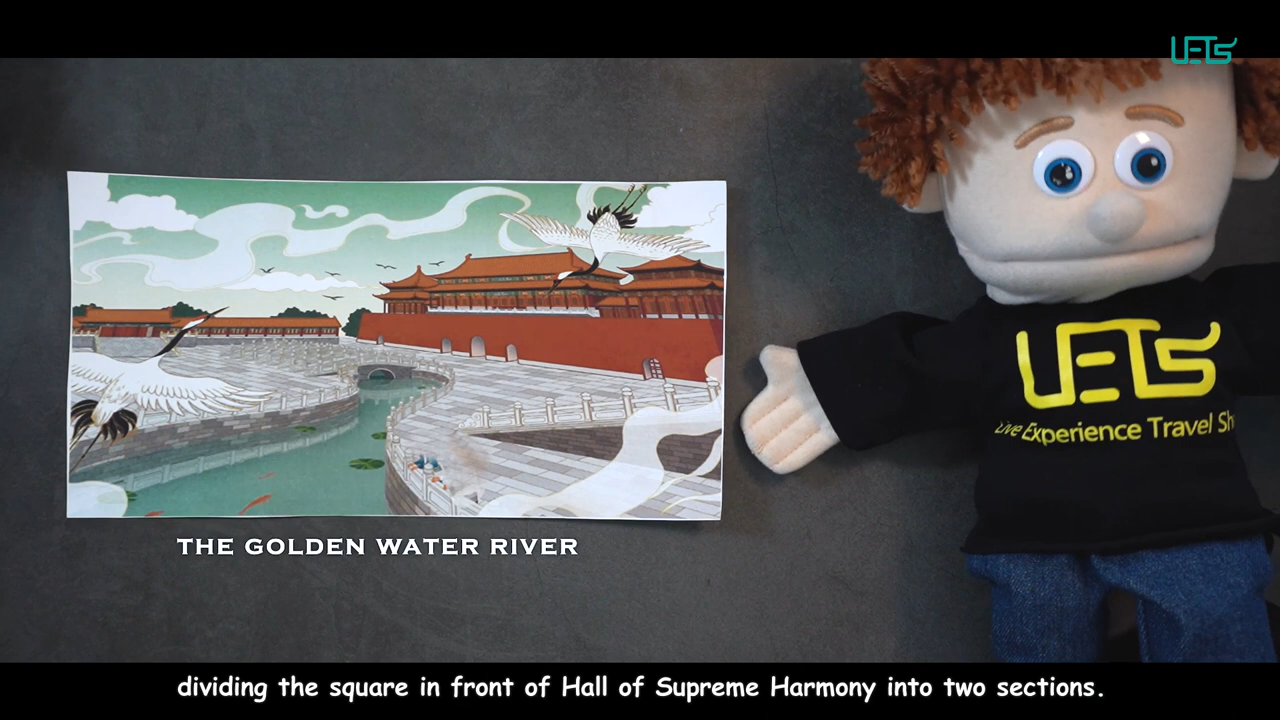 LETS
LETS
Live Experience Travel Sh
THE GOLDEN WATER RIVER
dividing the square in front of Hall of Supreme Harmony into two sections.